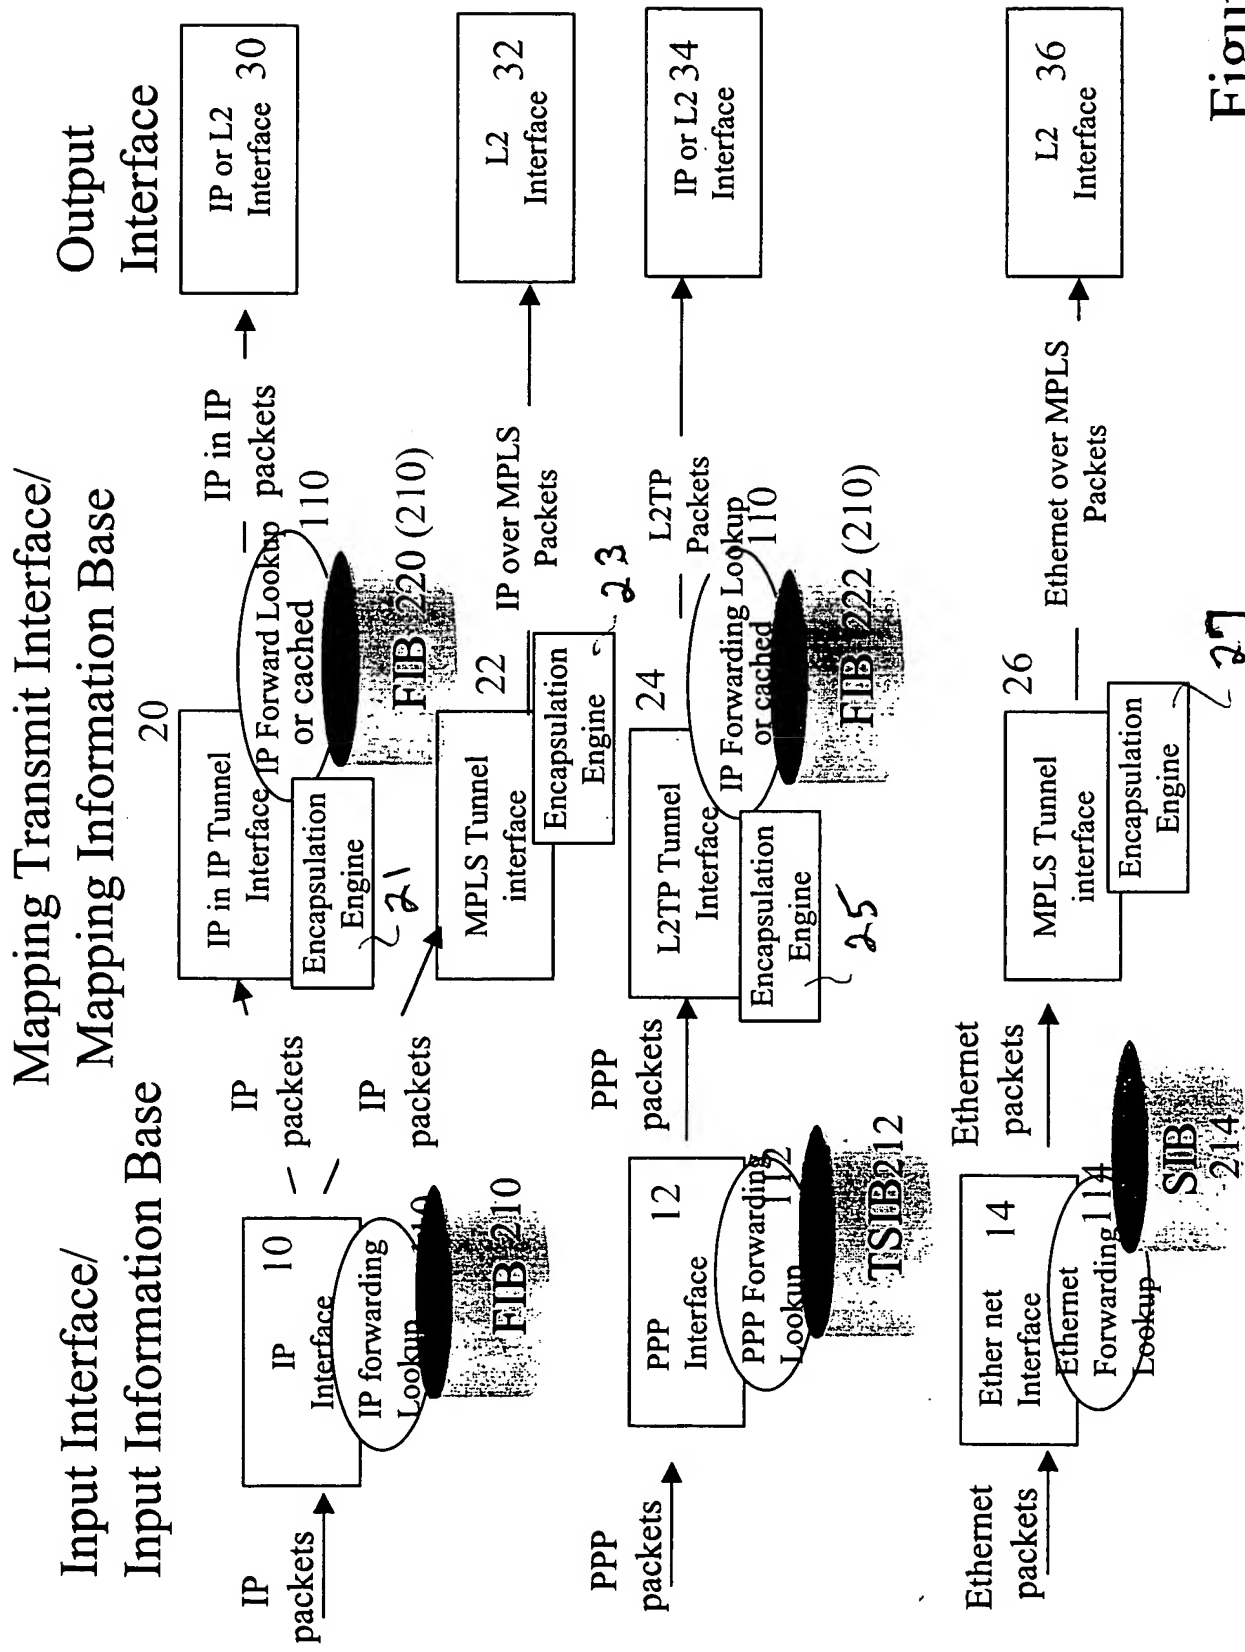 Input Interface/
Input Information Base
Mapping Transmit Interface/
Mapping Information Base
Output
Interface
IP
packets
IP
Interface
10
IP forwarding
Lookup
FIB 210
IP
packets
IP
packets
20
IP in IP Tunnel
Interface
Encapsulation
Engine
21
IP Forward Lookup
or cached
110
FIB 220 (210)
IP in IP
packets
IP or L2
Interface
30
MPLS Tunnel
interface
22
Encapsulation
Engine
23
IP over MPLS
Packets
L2
Interface
32
PPP
packets
PPP
Interface
12
PPP Forwarding
Lookup
112
TSIB 212
PPP
packets
L2TP Tunnel
Interface
24
Encapsulation
Engine
25
IP Forwarding Lookup
or cached
110
FIB 222 (210)
L2TP
Packets
IP or L2
Interface
34
Ethernet
packets
Ether net
Interface
14
Ethernet
Forwarding
Lookup
114
SIB
214
Ethernet
packets
MPLS Tunnel
interface
26
Encapsulation
Engine
27
Ethernet over MPLS
Packets
L2
Interface
36